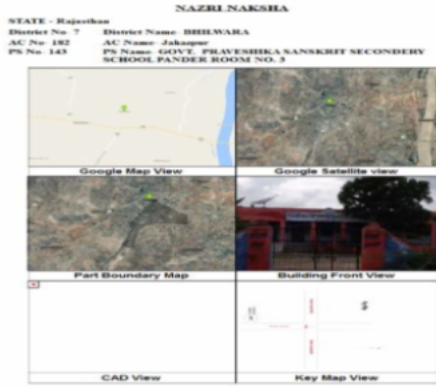 NAZRI NAKSHA
STATE - Rajasthan
District No- 7 District Name- BHILWARA
AC No- 182 AC Name- Jahazpur
PS No- 143 PS Name- GOVT. PRAVESHIKA SANSKRIT SECONDERY
SCHOOL PANDER ROOM NO. 3
Google Map View Google Satellite view
Part Boundary Map Building Front View
CAD View Key Map View